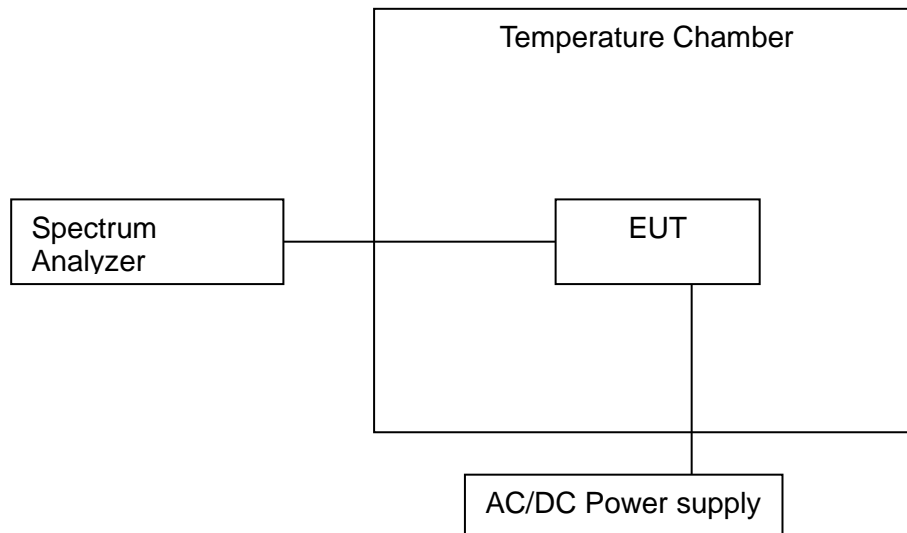 Temperature Chamber
Spectrum
Analyzer
EUT
AC/DC Power supply